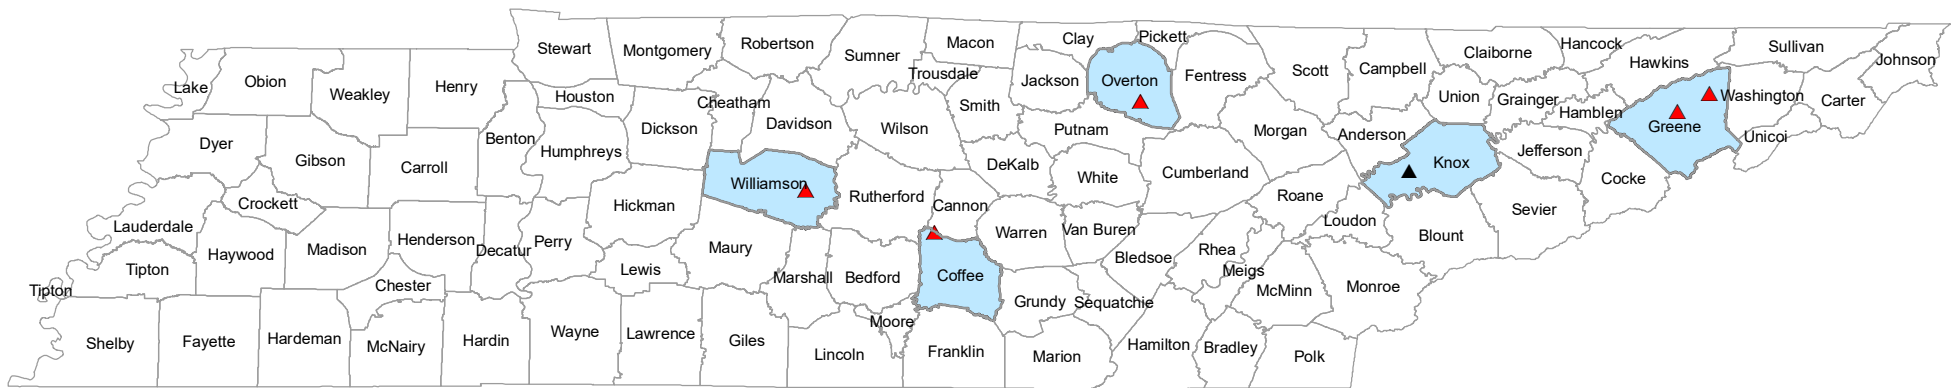 Stewart
Montgomery
Robertson
Sumner
Macon
Clay
Pickett
Claiborne
Hancock
Sullivan
Johnson
Lake
Obion
Weakley
Henry
Houston
Cheatham
Trousdale
Jackson
Overton
Fentress
Scott
Campbell
Union
Grainger
Hawkins
Hamblen
Greene
Washington
Carter
Unicoi
Dyer
Gibson
Carroll
Benton
Humphreys
Dickson
Davidson
Wilson
Smith
Putnam
DeKalb
White
Cumberland
Morgan
Anderson
Knox
Jefferson
Cocke
Sevier
Lauderdale
Crockett
Haywood
Madison
Henderson
Decatur
Perry
Hickman
Williamson
Rutherford
Cannon
Warren
Van Buren
Bledsoe
Rhea
Roane
Loudon
Blount
Tipton
Tipton
Chester
Lewis
Maury
Marshall
Bedford
Coffee
Grundy
Sequatchie
Meigs
McMinn
Monroe
Shelby
Fayette
Hardeman
McNairy
Hardin
Wayne
Lawrence
Giles
Lincoln
Moore
Franklin
Marion
Hamilton
Bradley
Polk